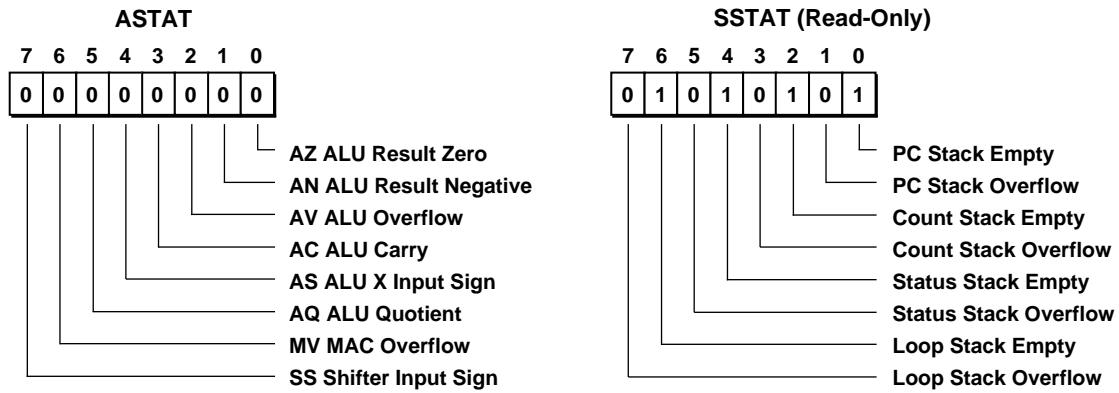 ASTAT
7 6 5 4 3 2 1 0
0 0 0 0 0 0 0 0
AZ ALU Result Zero
AN ALU Result Negative
AV ALU Overflow
AC ALU Carry
AS ALU X Input Sign
AQ ALU Quotient
MV MAC Overflow
SS Shifter Input Sign
SSTAT (Read-Only)
7 6 5 4 3 2 1 0
0 1 0 1 0 1 0 1
PC Stack Empty
PC Stack Overflow
Count Stack Empty
Count Stack Overflow
Status Stack Empty
Status Stack Overflow
Loop Stack Empty
Loop Stack Overflow